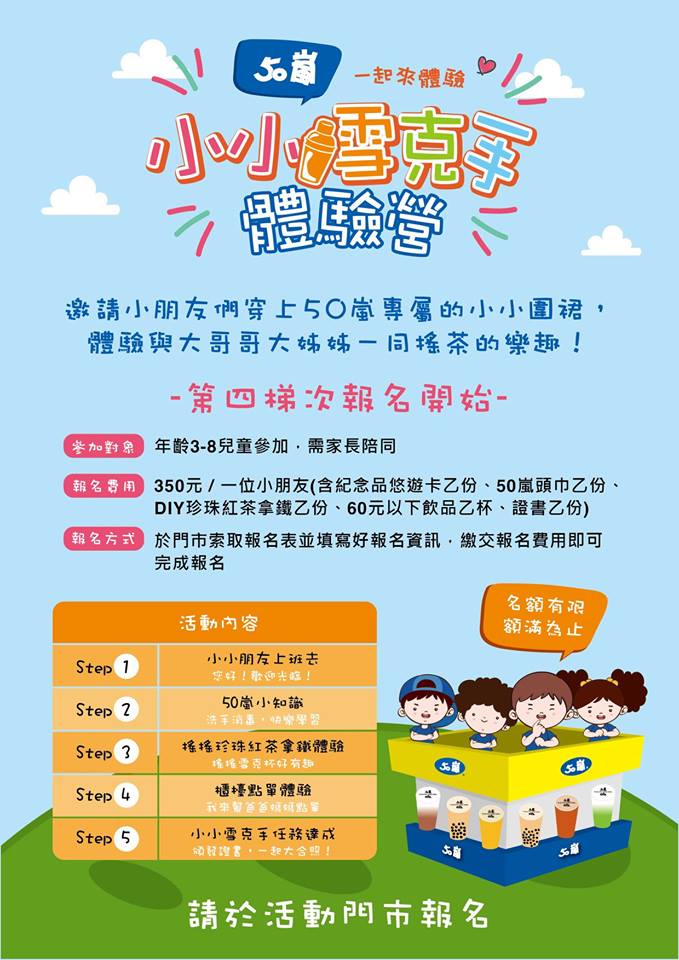 50嵐
一起來體驗
小小雪克手
體驗營
邀請小朋友們穿上50嵐專屬的小小圍裙，
體驗與大哥哥大姊姊一同搖茶的樂趣！
-第四梯次報名開始-
參加對象 年齡3-8兒童參加，需家長陪同
報名費用 350元 / 一位小朋友(含紀念品悠遊卡乙份、50嵐頭巾乙份、
DIY珍珠紅茶拿鐵乙份、60元以下飲品乙杯、證書乙份)
報名方式 於門市索取報名表並填寫好報名資訊，繳交報名費用即可
完成報名
名額有限
額滿為止
活動內容
Step 1 小小朋友上班去
您好！歡迎光臨！
Step 2 50嵐小知識
洗手消毒，快樂學習
Step 3 搖搖珍珠紅茶拿鐵體驗
搖搖雪克杯好有趣
Step 4 櫃檯點單體驗
我來幫爸爸媽媽點單
Step 5 小小雪克手任務達成
頒發證書，一起大合照！
50嵐
50嵐
50嵐
50嵐
請於活動門市報名